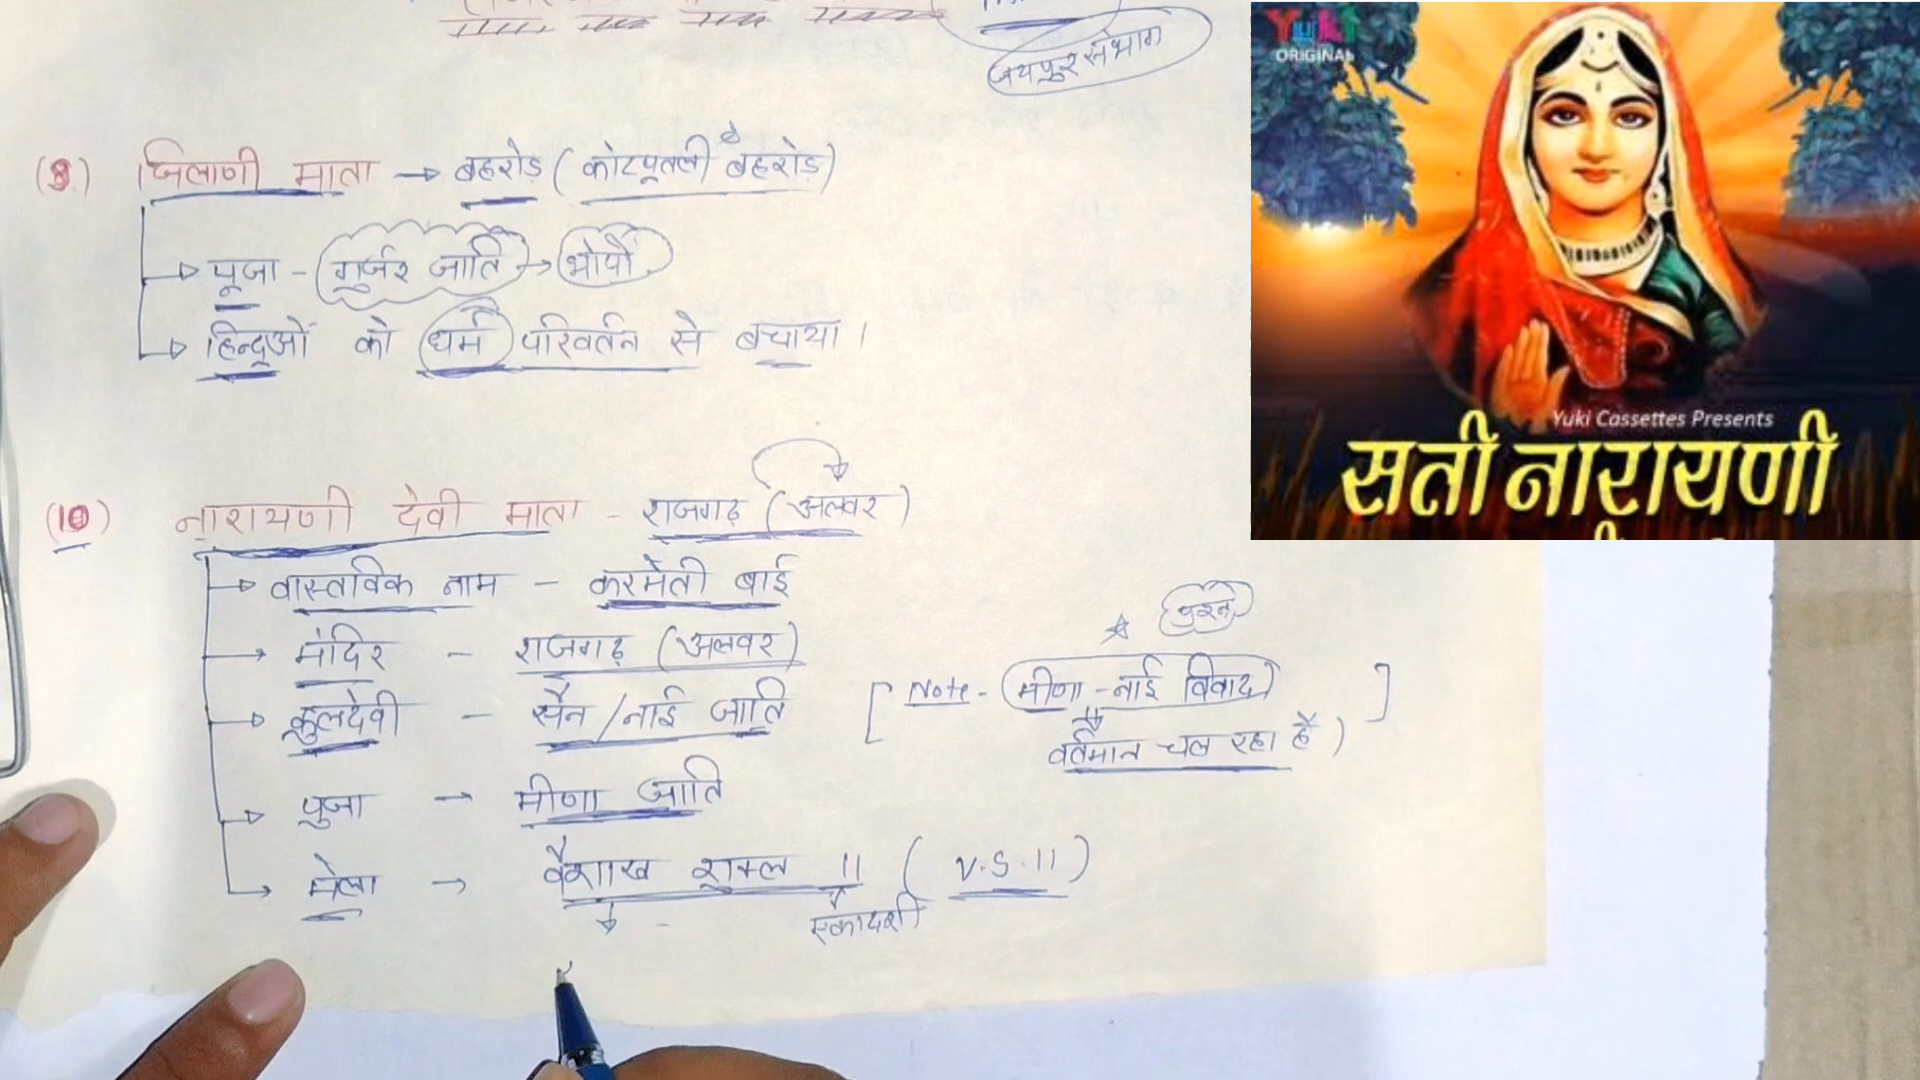 जयपुर संभाग
(9) जिलाणी माता → बहरोड़ (कोटपूतली बहरोड़)
पूजा - गुर्जर जाति → भोपों
हिन्दूओं को धर्म परिवर्तन से बचाया।
(10) नारायणी देवी माता - राजगढ़ (अलवर)
वास्तविक नाम - करमेती बाई
मंदिर - राजगढ़ (अलवर)
कुलदेवी - सैन/नाई जाति
पुजा → मीणा जाति
मेला → वैशाख शुक्ल 11 (V.S.11)
एकादशी
[Note - (मीणा-नाई विवाद)]
वर्तमान चल रहा है)
Yuki
ORIGINAL
Yuki Cassettes Presents
सती नारायणी